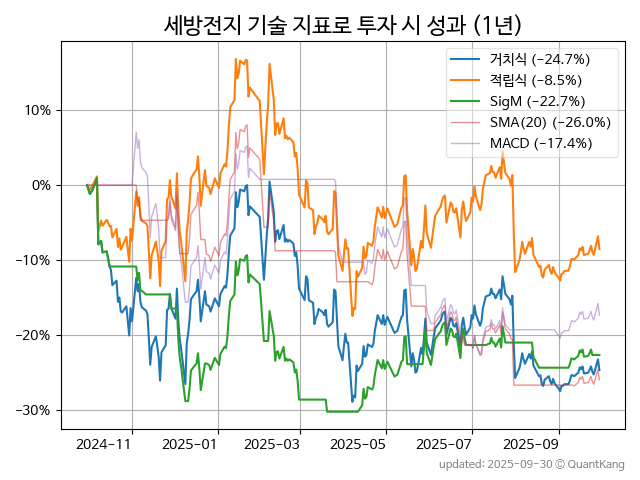 세방전지 기술 지표로 투자 시 성과 (1년)
거치식 (−24.7%)
적립식 (−8.5%)
SigM (−22.7%)
SMA(20) (−26.0%)
MACD (−17.4%)
10%
0%
−10%
−20%
−30%
2024−11
2025−01
2025−03
2025−05
2025−07
2025−09
updated: 2025-09-30 © QuantKang